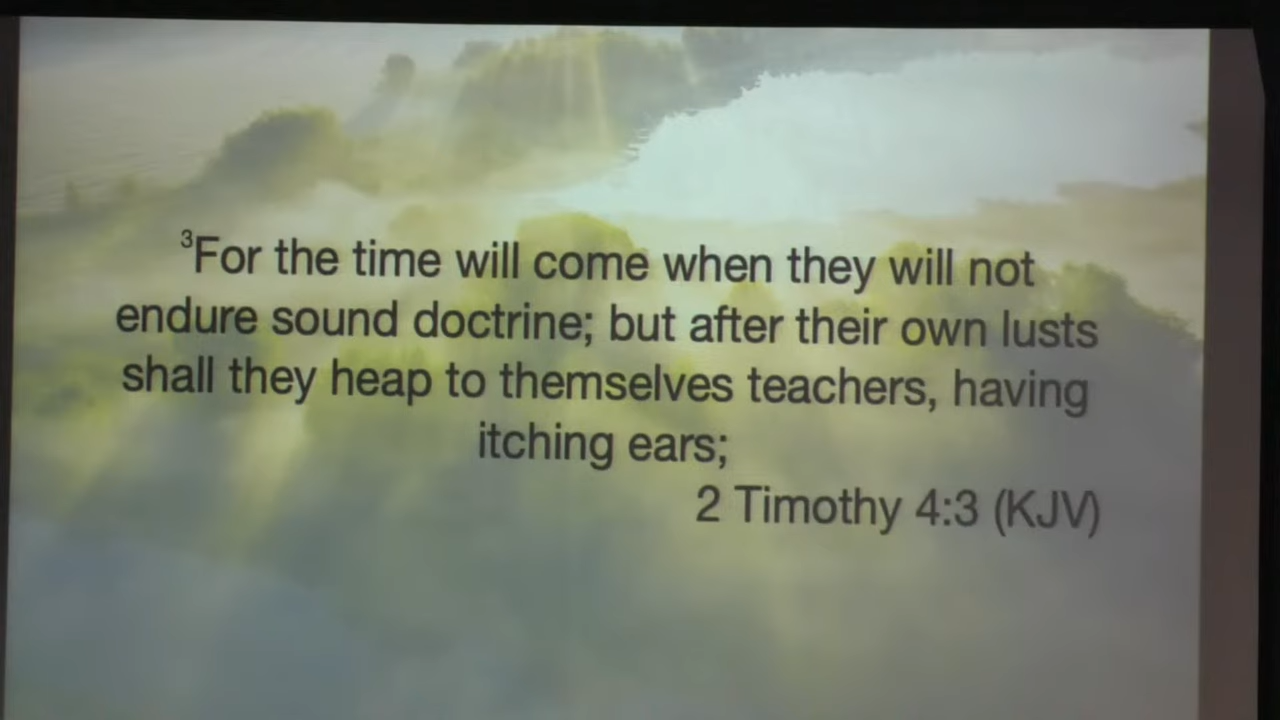 ³For the time will come when they will not
endure sound doctrine; but after their own lusts
shall they heap to themselves teachers, having
itching ears;
2 Timothy 4:3 (KJV)